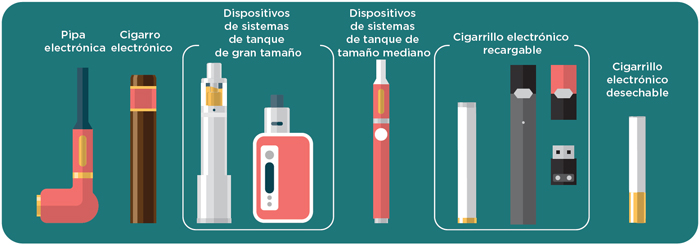 Pipa
electrónica
Cigarro
electrónico
Dispositivos
de sistemas
de tanque
de gran tamaño
Dispositivos
de sistemas
de tanque de
tamaño mediano
Cigarrillo electrónico
recargable
Cigarrillo
electrónico
desechable